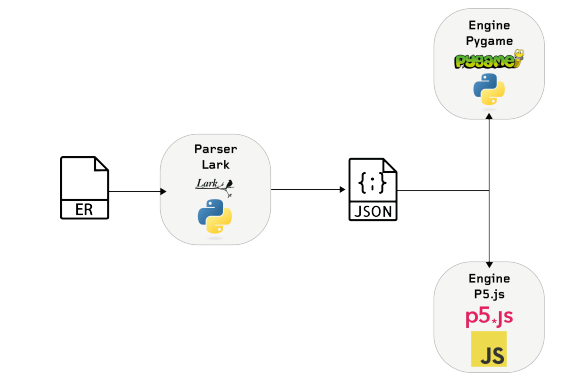 Engine
Pygame
pygame
Parser
Lark
Lark
ER
{;}
JSON
Engine
P5.js
p5*js
JS